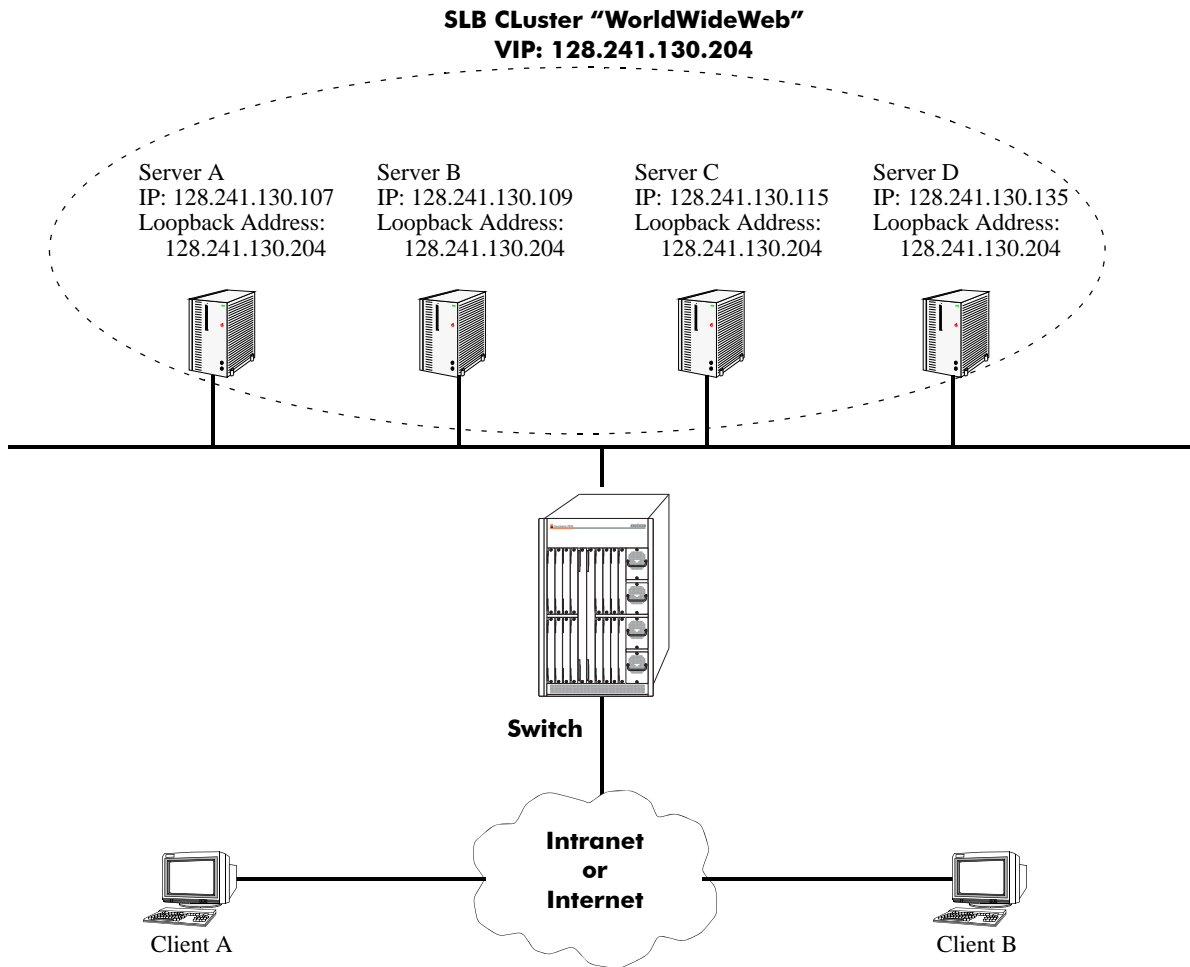 SLB CLuster “WorldWideWeb”
VIP: 128.241.130.204
Server A
IP: 128.241.130.107
Loopback Address:
128.241.130.204
Server B
IP: 128.241.130.109
Loopback Address:
128.241.130.204
Server C
IP: 128.241.130.115
Loopback Address:
128.241.130.204
Server D
IP: 128.241.130.135
Loopback Address:
128.241.130.204
Switch
Intranet
or
Internet
Client A
Client B